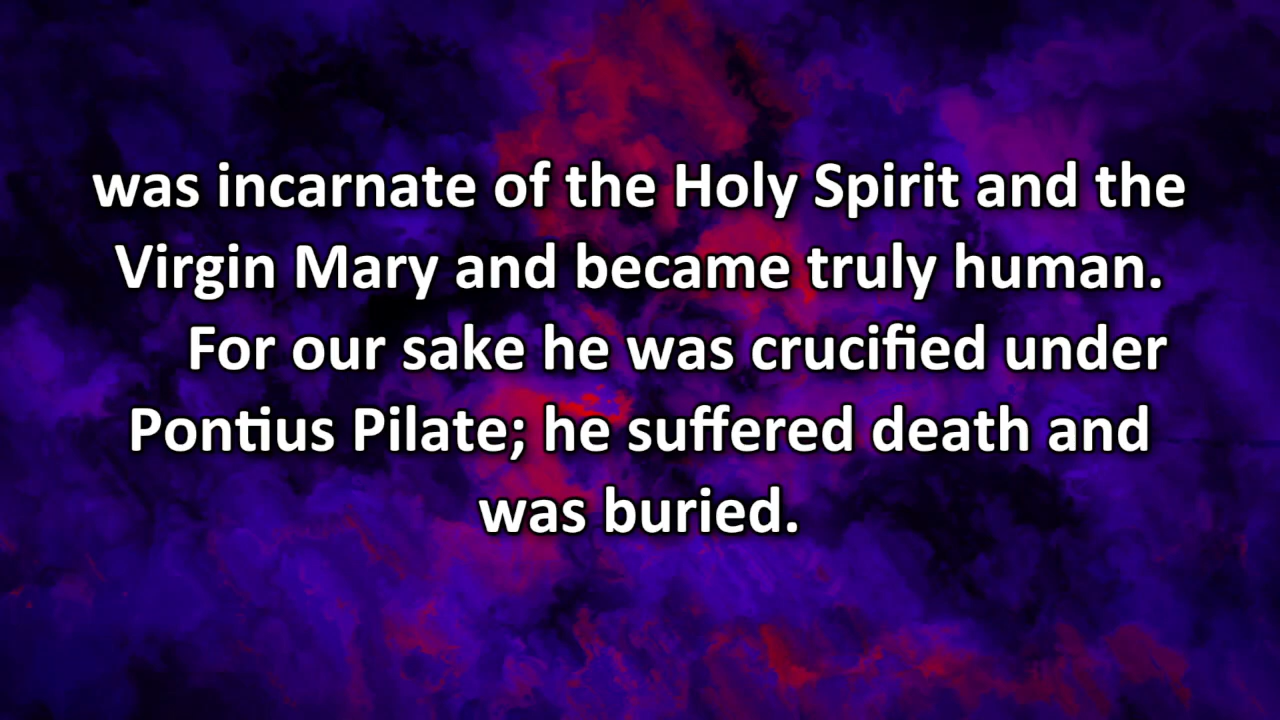 was incarnate of the Holy Spirit and the
Virgin Mary and became truly human.
For our sake he was crucified under
Pontius Pilate; he suffered death and
was buried.